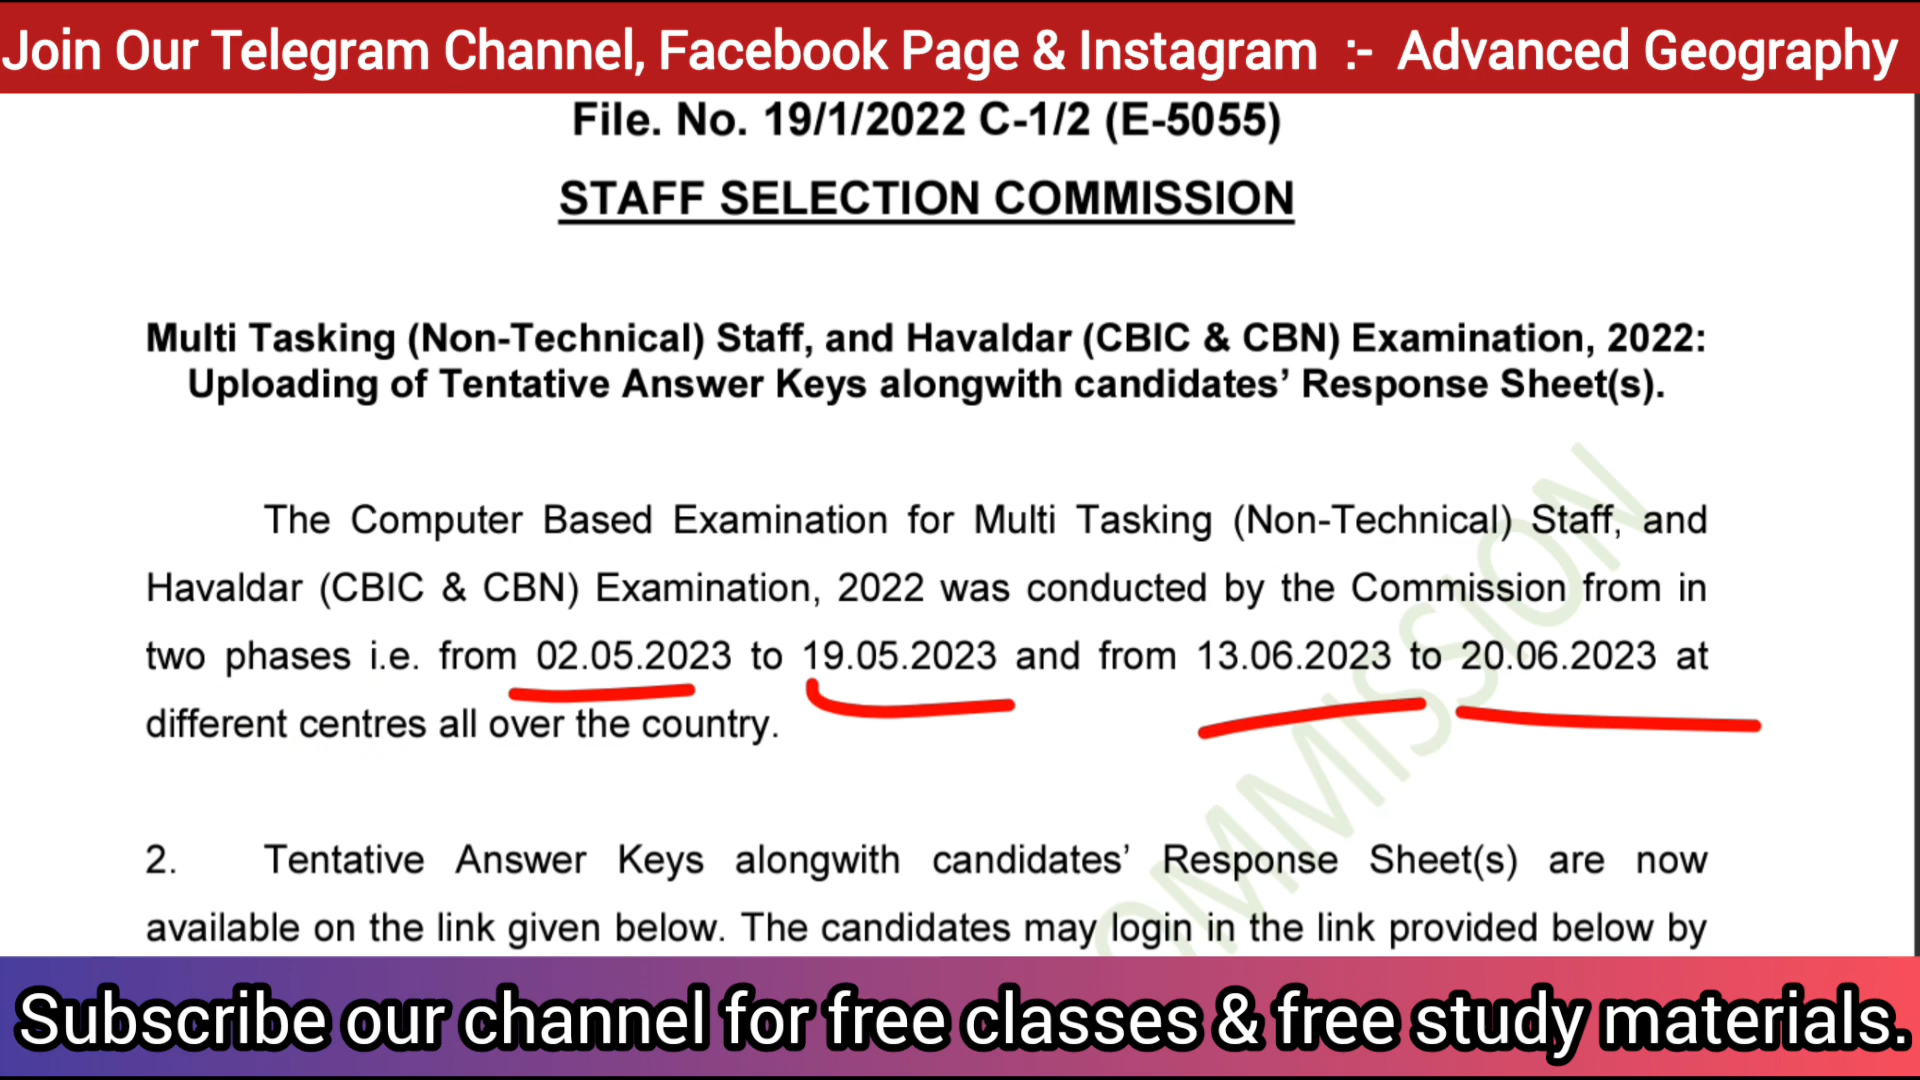 Join Our Telegram Channel, Facebook Page & Instagram :- Advanced Geography
File. No. 19/1/2022 C-1/2 (E-5055)
STAFF SELECTION COMMISSION
Multi Tasking (Non-Technical) Staff, and Havaldar (CBIC & CBN) Examination, 2022:
Uploading of Tentative Answer Keys alongwith candidates’ Response Sheet(s).
The Computer Based Examination for Multi Tasking (Non-Technical) Staff, and
Havaldar (CBIC & CBN) Examination, 2022 was conducted by the Commission from in
two phases i.e. from 02.05.2023 to 19.05.2023 and from 13.06.2023 to 20.06.2023 at
different centres all over the country.
2. Tentative Answer Keys alongwith candidates’ Response Sheet(s) are now
available on the link given below. The candidates may login in the link provided below by
OMMISSION
Subscribe our channel for free classes & free study materials.